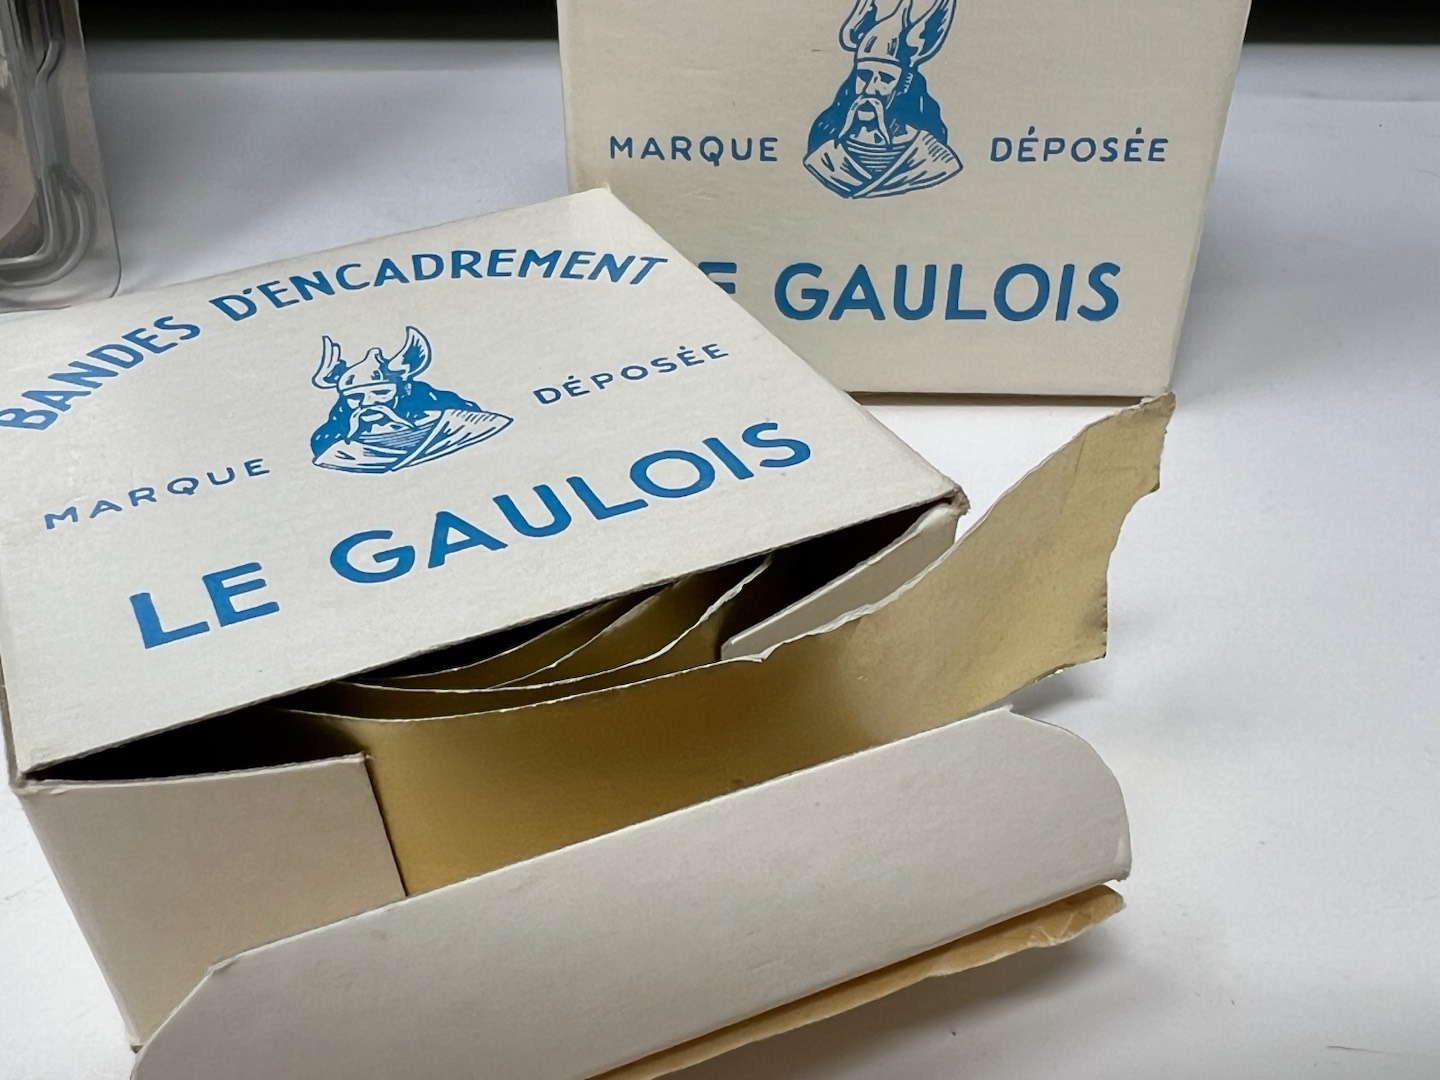 MARQUE DÉPOSÉE
GAULOIS
BANDES D'ENCADREMENT
MARQUE DÉPOSÉE
LE GAULOIS